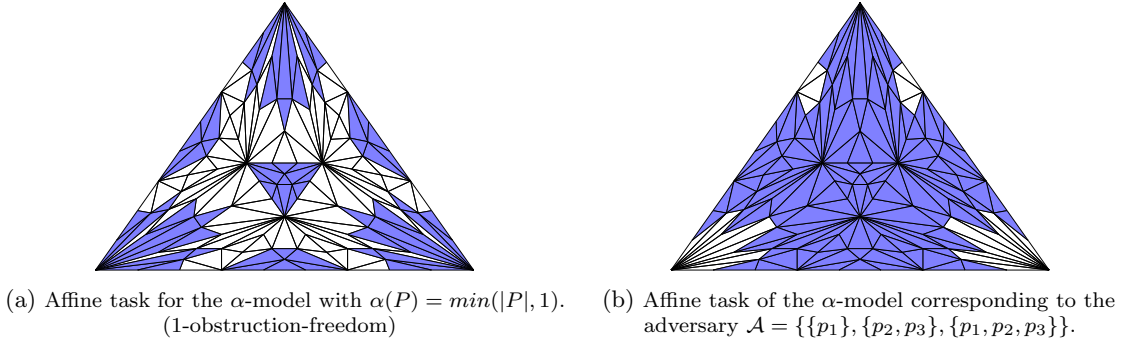 (a) Affine task for the α-model with α(P) = min(|P|, 1).
(1-obstruction-freedom)
(b) Affine task of the α-model corresponding to the
adversary 𝒜 = {{p₁}, {p₂, p₃}, {p₁, p₂, p₃}}.